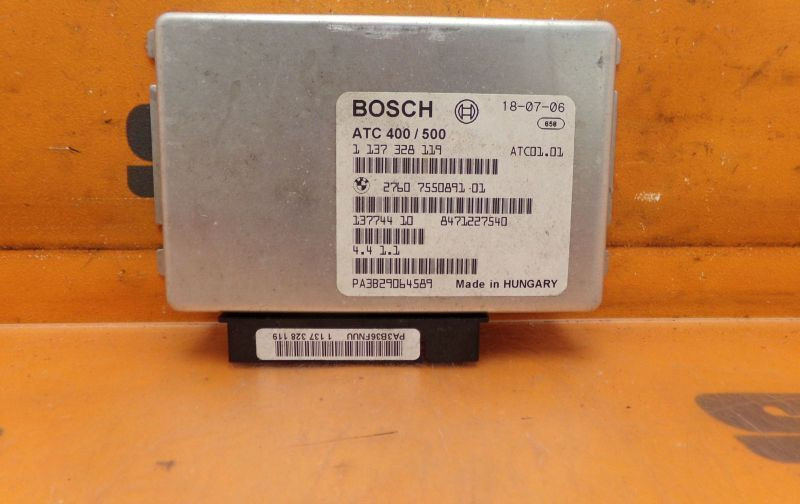 BOSCH 18-07-06
658
ATC 400 / 500
1 137 328 119 ATC01.01
2760 7550891 01
137744 10 8471227540
4.4 1.1
PA3B29064589 Made in HUNGARY
PA3B36FNUU 1 137 328 119